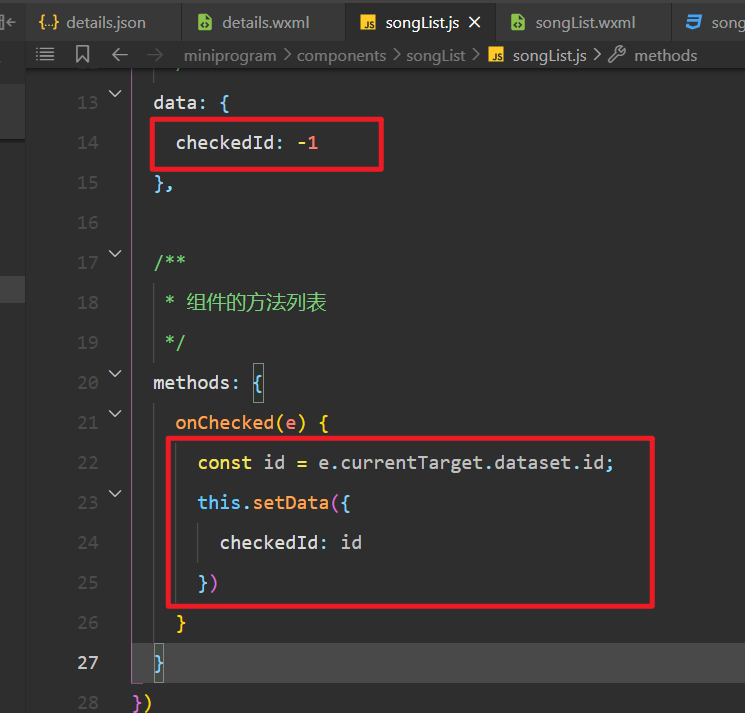 details.json details.wxml JS songList.js songList.wxml song
miniprogram > components > songList > JS songList.js > methods
13 data: {
14 checkedId: -1
15 },
16
17 /**
18 * 组件的方法列表
19 */
20 methods: {
21 onChecked(e) {
22 const id = e.currentTarget.dataset.id;
23 this.setData({
24 checkedId: id
25 })
26 }
27 }
28 })